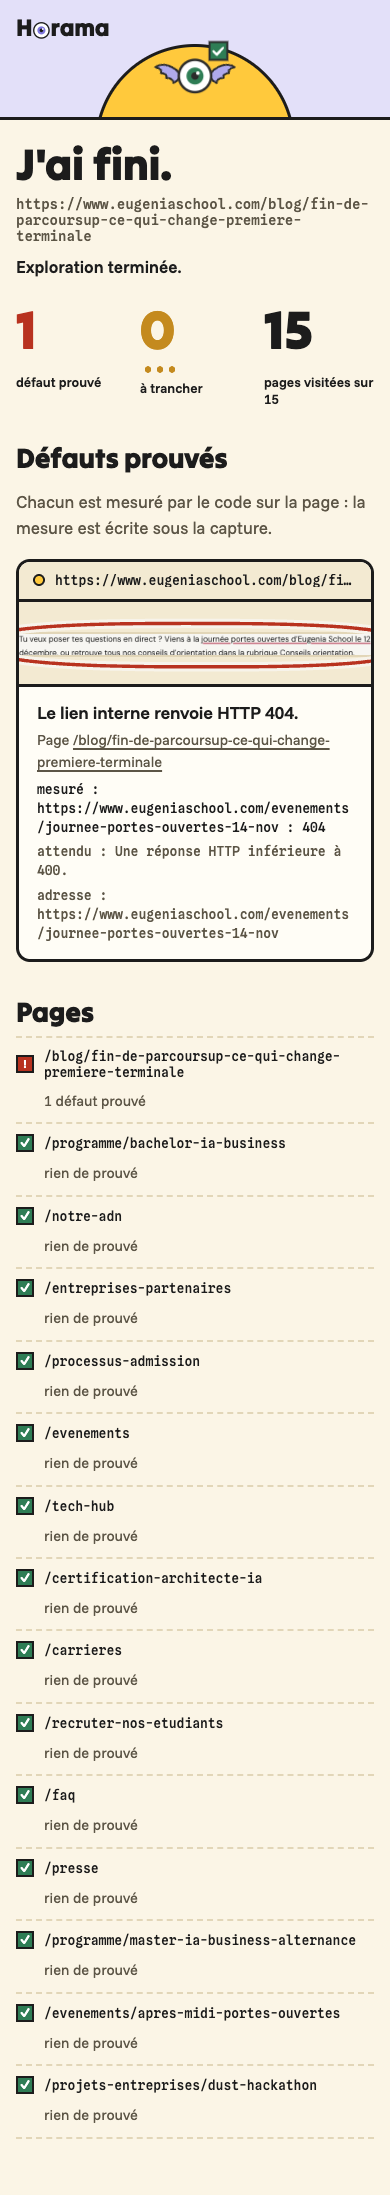 Horama
J'ai fini.
https://www.eugeniaschool.com/blog/fin-de-
parcoursup-ce-qui-change-premiere-
terminale
Exploration terminée.
1
défaut prouvé
0
à trancher
15
pages visitées sur
15
Défauts prouvés
Chacun est mesuré par le code sur la page : la
mesure est écrite sous la capture.
https://www.eugeniaschool.com/blog/fi…
Tu veux poser tes questions en direct ? Viens à la journée portes ouvertes d'Eugenia School le 12
décembre, ou retrouve tous nos conseils d'orientation dans la rubrique Conseils orientation.
Le lien interne renvoie HTTP 404.
Page /blog/fin-de-parcoursup-ce-qui-change-
premiere-terminale
mesuré :
https://www.eugeniaschool.com/evenements
/journee-portes-ouvertes-14-nov : 404
attendu : Une réponse HTTP inférieure à
400.
adresse :
https://www.eugeniaschool.com/evenements
/journee-portes-ouvertes-14-nov
Pages
/blog/fin-de-parcoursup-ce-qui-change-
premiere-terminale
1 défaut prouvé
/programme/bachelor-ia-business
rien de prouvé
/notre-adn
rien de prouvé
/entreprises-partenaires
rien de prouvé
/processus-admission
rien de prouvé
/evenements
rien de prouvé
/tech-hub
rien de prouvé
/certification-architecte-ia
rien de prouvé
/carrieres
rien de prouvé
/recruter-nos-etudiants
rien de prouvé
/faq
rien de prouvé
/presse
rien de prouvé
/programme/master-ia-business-alternance
rien de prouvé
/evenements/apres-midi-portes-ouvertes
rien de prouvé
/projets-entreprises/dust-hackathon
rien de prouvé